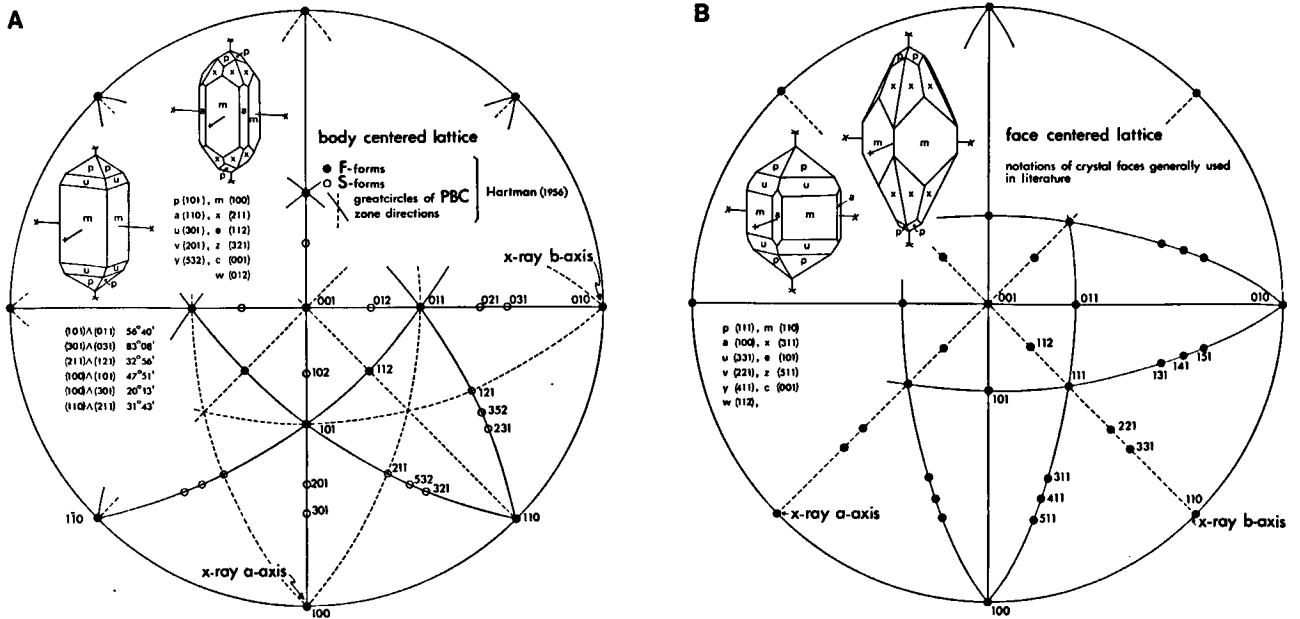 A
body centered lattice
● F-forms
○ S-forms
greatcircles of PBC
zone directions
Hartman (1956)
p (101), m (100)
a (110), x (211)
u (301), e (112)
v (201), z (321)
y (532), c (001)
w (012)
x-ray b-axis
001
012
011
021
031
010
(101)∧(011) 56°40'
(301)∧(031) 83°08'
(211)∧(121) 32°56'
(100)∧(101) 47°51'
(100)∧(301) 20°13'
(110)∧(211) 31°43'
102
112
121
352
231
101
211
532
321
201
301
1̄10
110
x-ray a-axis
100
p
x
x
x
a
m
a
m
x
x
x
p
p
p
u
u
m
m
u
u
p
p
B
face centered lattice
notations of crystal faces generally used
in literature
001
011
010
p (111), m (110)
a (100), x (311)
u (331), e (101)
v (221), z (511)
y (411), c (001)
w (112),
112
111
131
141
151
101
221
331
311
411
511
110
x-ray a-axis
x-ray b-axis
100
p
x
x
x
m
m
x
x
x
p
p
p
p
u
u
m
a
m
a
u
u
p
p